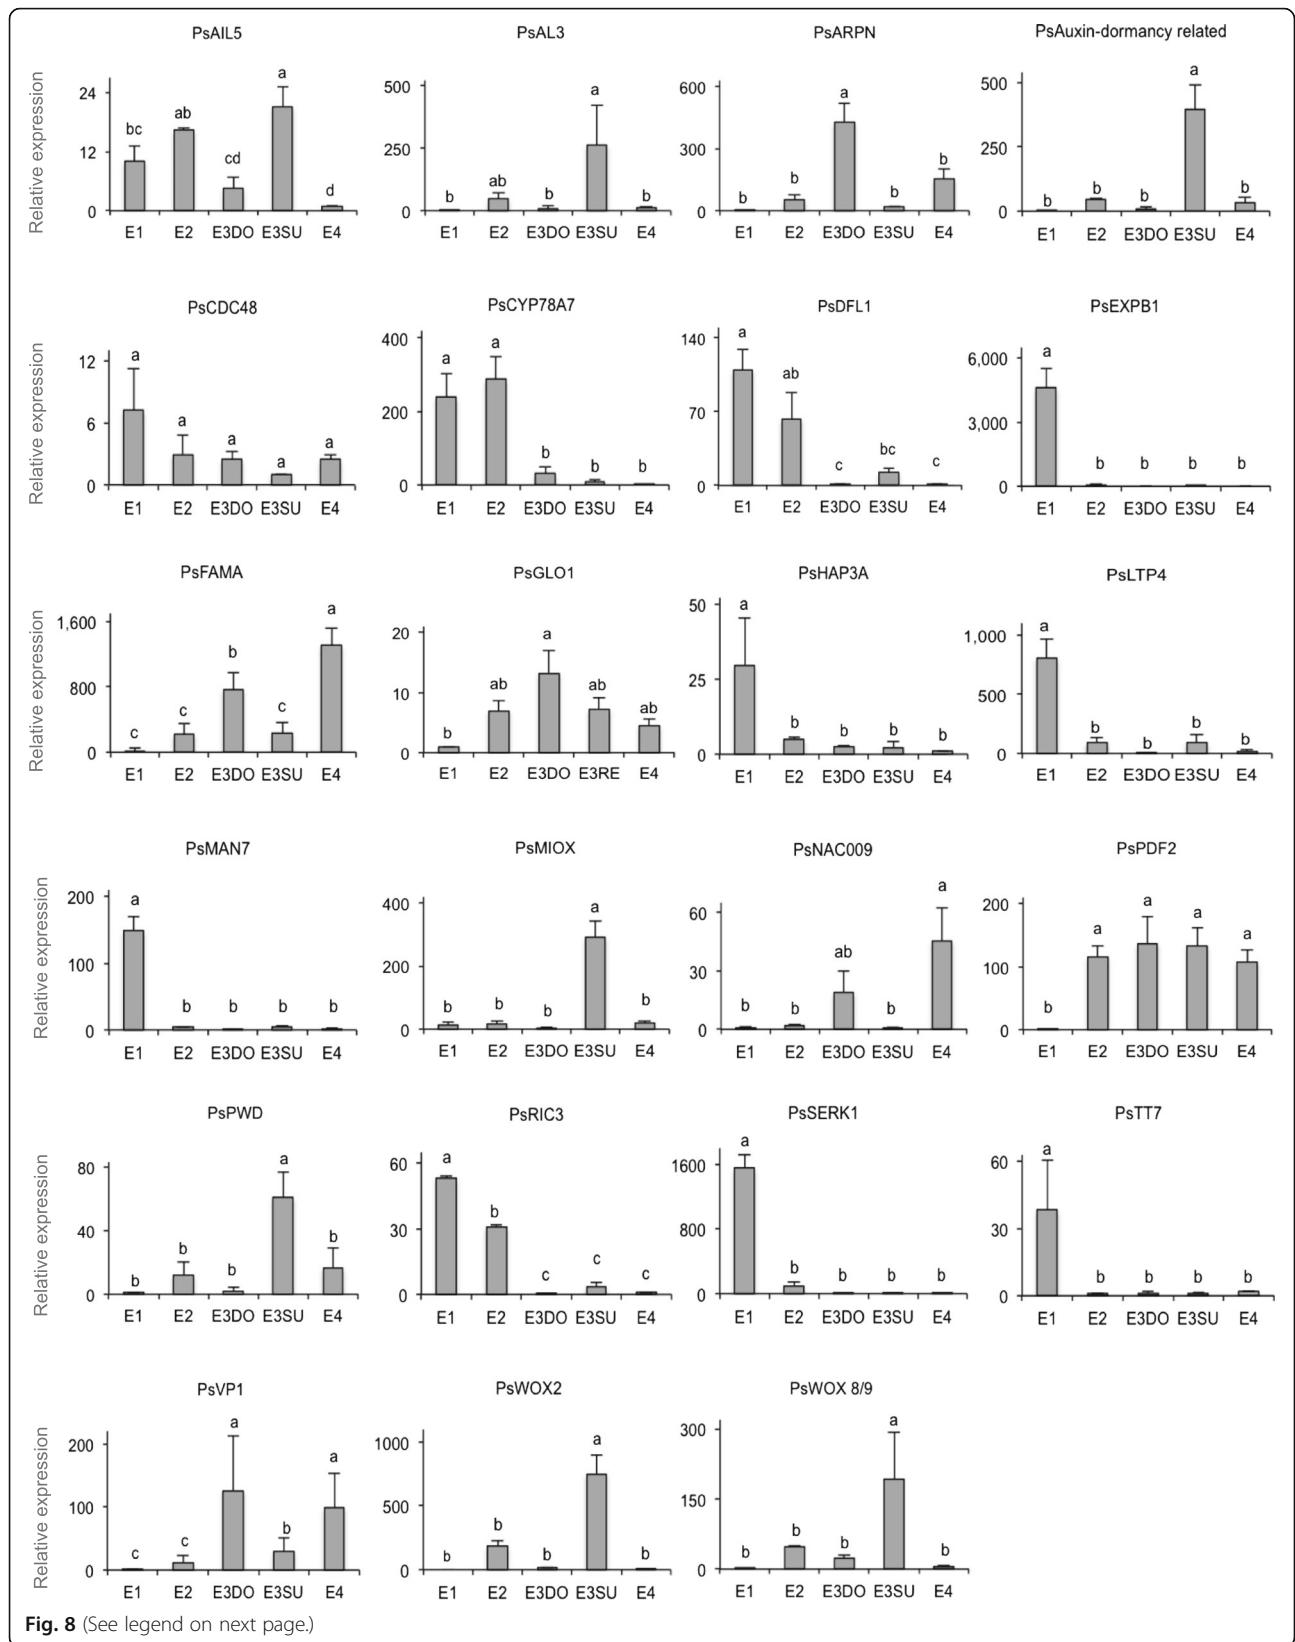 PsAIL5 PsAL3 PsARPN PsAuxin-dormancy related
Relative expression
24
12
0
bc ab cd a d
E1 E2 E3DO E3SU E4
500
250
0
b ab b a b
E1 E2 E3DO E3SU E4
600
300
0
b b a b b
E1 E2 E3DO E3SU E4
500
250
0
b b b a b
E1 E2 E3DO E3SU E4
PsCDC48 PsCYP78A7 PsDFL1 PsEXPB1
Relative expression
12
6
0
a a a a a
E1 E2 E3DO E3SU E4
400
200
0
a a b b b
E1 E2 E3DO E3SU E4
140
70
0
a ab c bc c
E1 E2 E3DO E3SU E4
6,000
3,000
0
a b b b b
E1 E2 E3DO E3SU E4
PsFAMA PsGLO1 PsHAP3A PsLTP4
Relative expression
1,600
800
0
c c b c a
E1 E2 E3DO E3SU E4
20
10
0
b ab a ab ab
E1 E2 E3DO E3RE E4
50
25
0
a b b b b
E1 E2 E3DO E3SU E4
1,000
500
0
a b b b b
E1 E2 E3DO E3SU E4
PsMAN7 PsMIOX PsNAC009 PsPDF2
Relative expression
200
100
0
a b b b b
E1 E2 E3DO E3SU E4
400
200
0
b b b a b
E1 E2 E3DO E3SU E4
60
30
0
b b ab b a
E1 E2 E3DO E3SU E4
200
100
0
b a a a a
E1 E2 E3DO E3SU E4
PsPWD PsRIC3 PsSERK1 PsTT7
Relative expression
80
40
0
b b b a b
E1 E2 E3DO E3SU E4
60
30
0
a b c c c
E1 E2 E3DO E3SU E4
1600
800
0
a b b b b
E1 E2 E3DO E3SU E4
60
30
0
a b b b b
E1 E2 E3DO E3SU E4
PsVP1 PsWOX2 PsWOX 8/9
Relative expression
200
100
0
c c a b a
E1 E2 E3DO E3SU E4
1000
500
0
b b b a b
E1 E2 E3DO E3SU E4
300
150
0
b b b a b
E1 E2 E3DO E3SU E4
Fig. 8 (See legend on next page.)